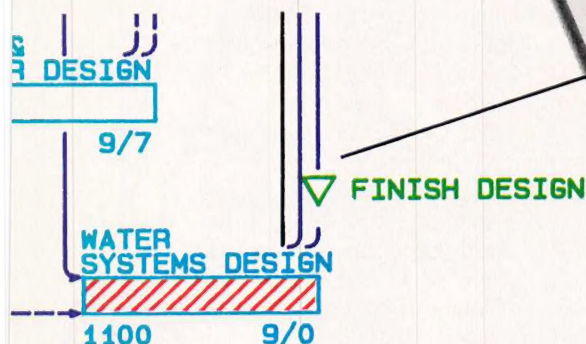 R DESIGN
9/7
FINISH DESIGN
WATER
SYSTEMS DESIGN
1100 9/0